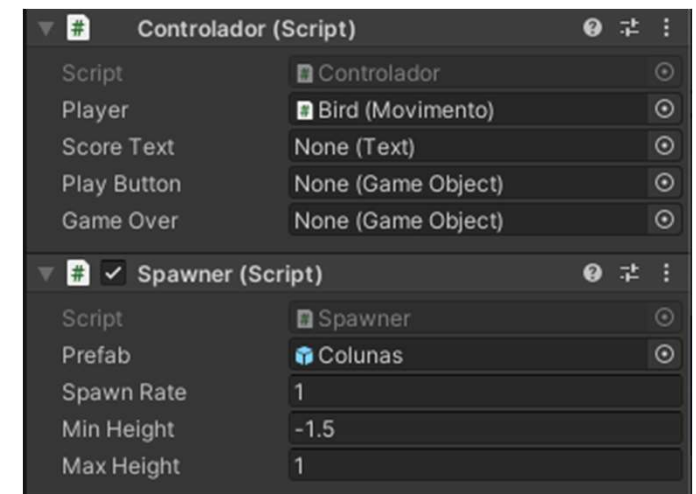 Controlador (Script)
Script Controlador
Player Bird (Movimento)
Score Text None (Text)
Play Button None (Game Object)
Game Over None (Game Object)
Spawner (Script)
Script Spawner
Prefab Colunas
Spawn Rate 1
Min Height -1.5
Max Height 1